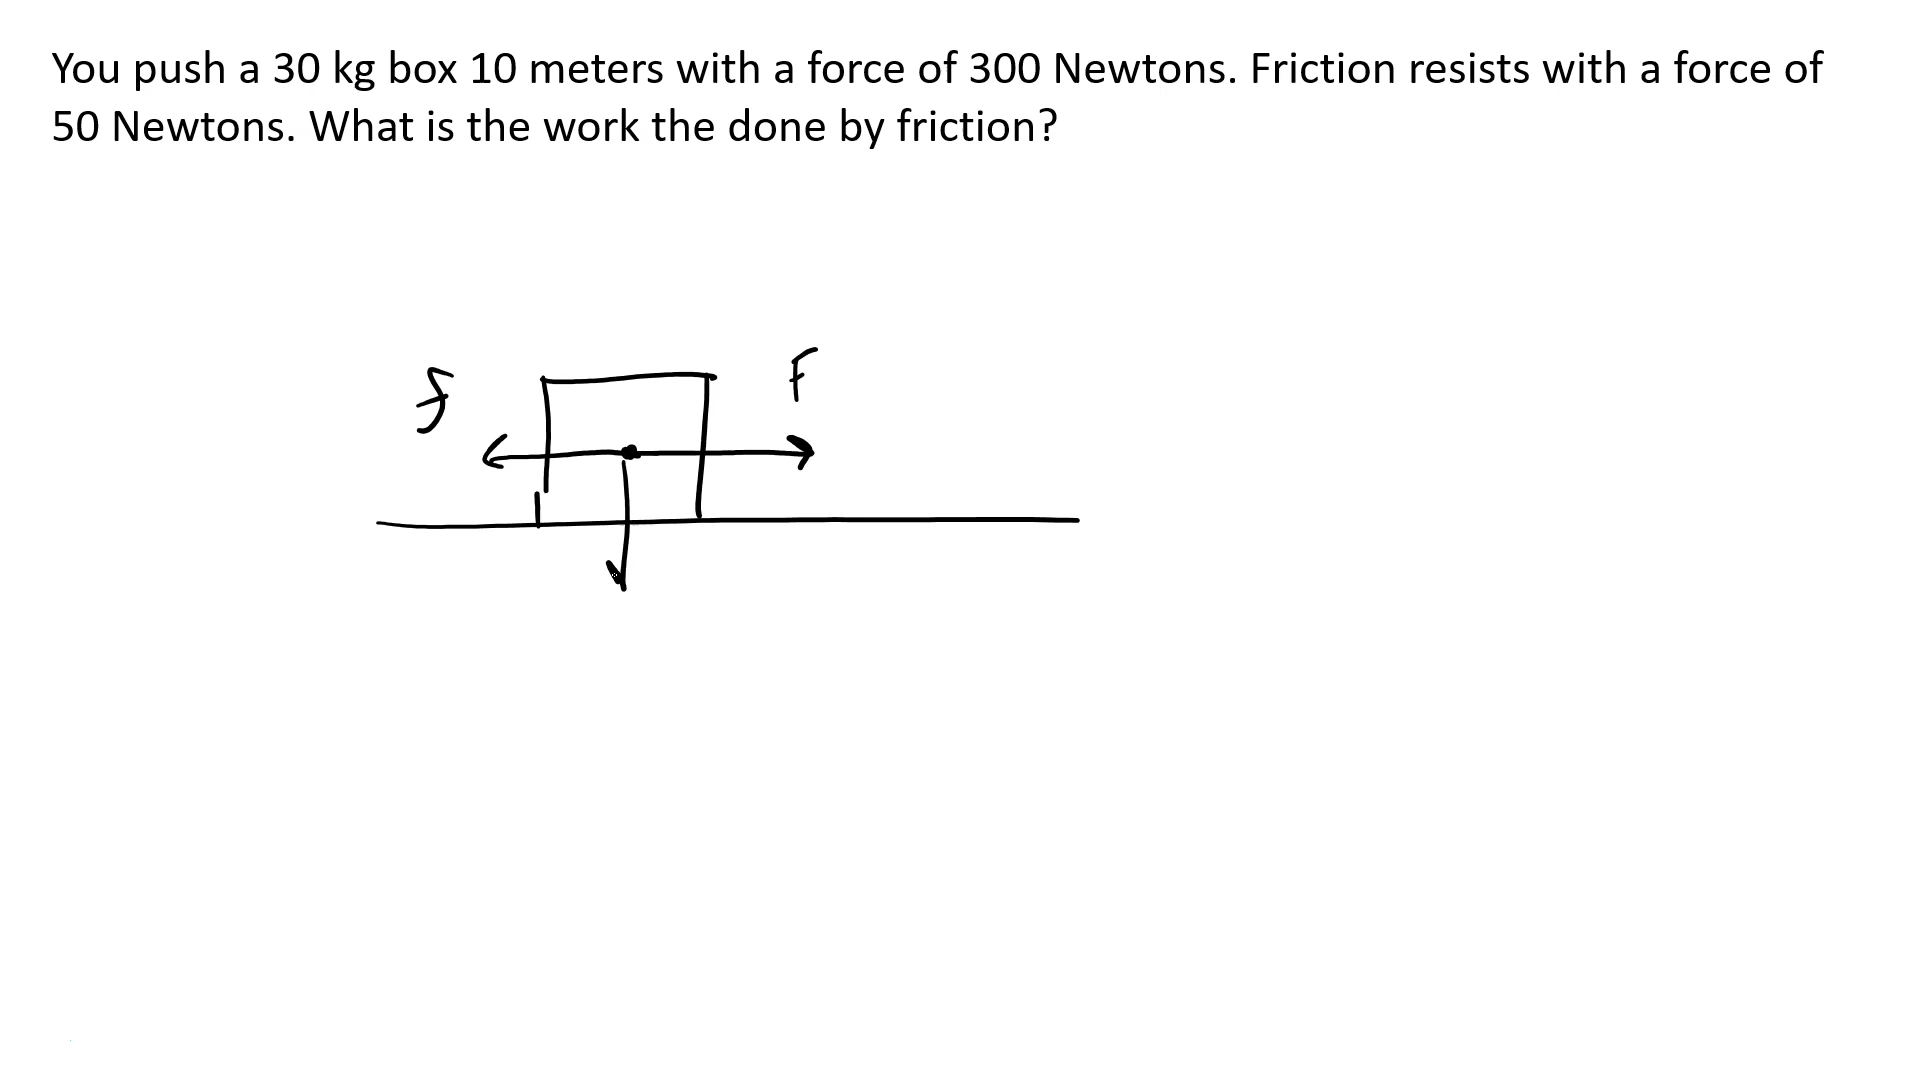 You push a 30 kg box 10 meters with a force of 300 Newtons. Friction resists with a force of
50 Newtons. What is the work the done by friction?
f F